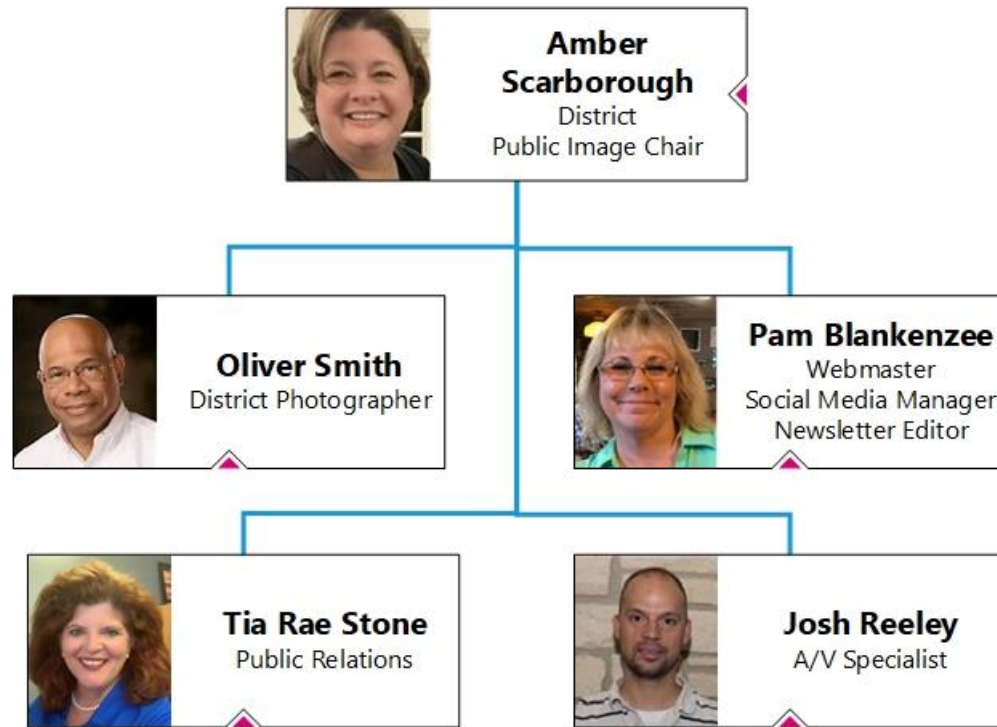 Amber
Scarborough
District
Public Image Chair
Oliver Smith
District Photographer
Pam Blankenzee
Webmaster
Social Media Manager
Newsletter Editor
Tia Rae Stone
Public Relations
Josh Reeley
A/V Specialist